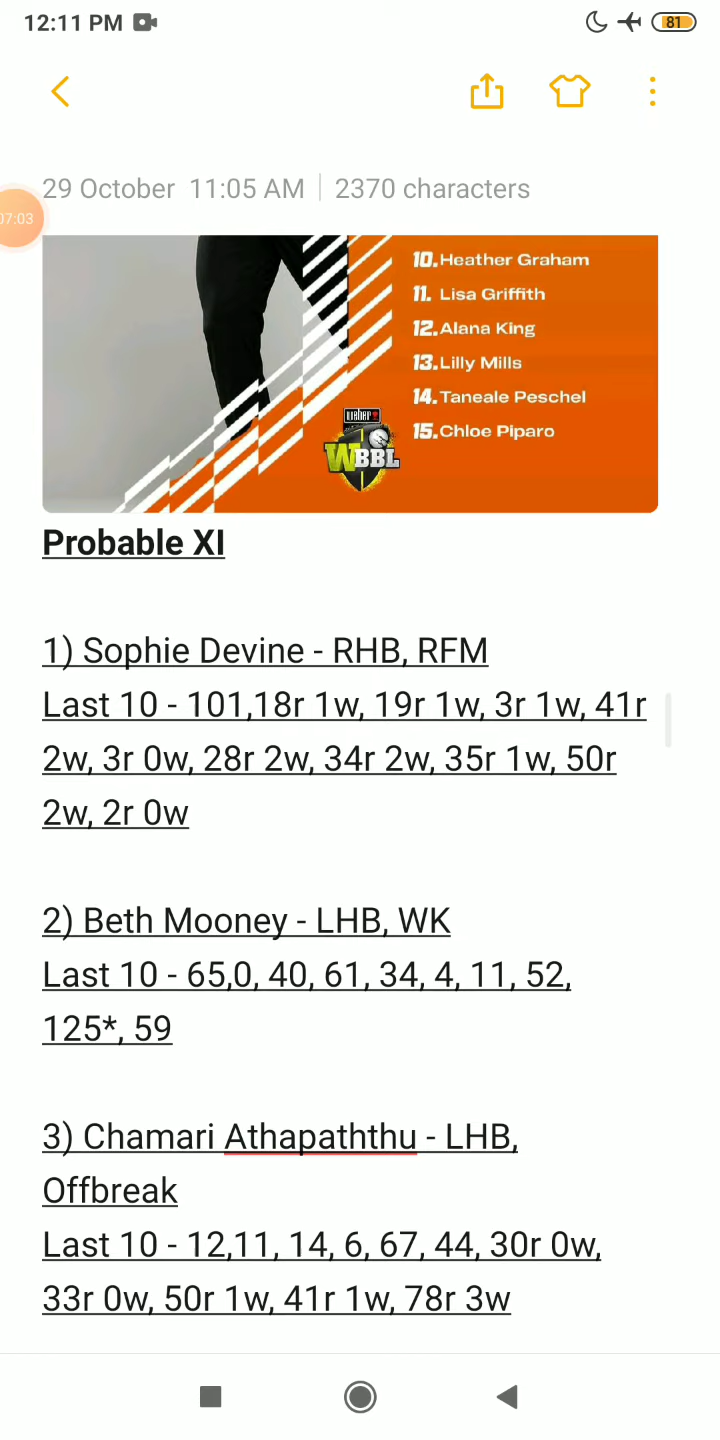 12:11 PM
81
29 October 11:05 AM | 2370 characters
07:03
10. Heather Graham
11. Lisa Griffith
12. Alana King
13. Lilly Mills
14. Taneale Peschel
15. Chloe Piparo
weber
WBBL
Probable XI
1) Sophie Devine - RHB, RFM
Last 10 - 101,18r 1w, 19r 1w, 3r 1w, 41r
2w, 3r 0w, 28r 2w, 34r 2w, 35r 1w, 50r
2w, 2r 0w
2) Beth Mooney - LHB, WK
Last 10 - 65,0, 40, 61, 34, 4, 11, 52,
125*, 59
3) Chamari Athapaththu - LHB,
Offbreak
Last 10 - 12,11, 14, 6, 67, 44, 30r 0w,
33r 0w, 50r 1w, 41r 1w, 78r 3w